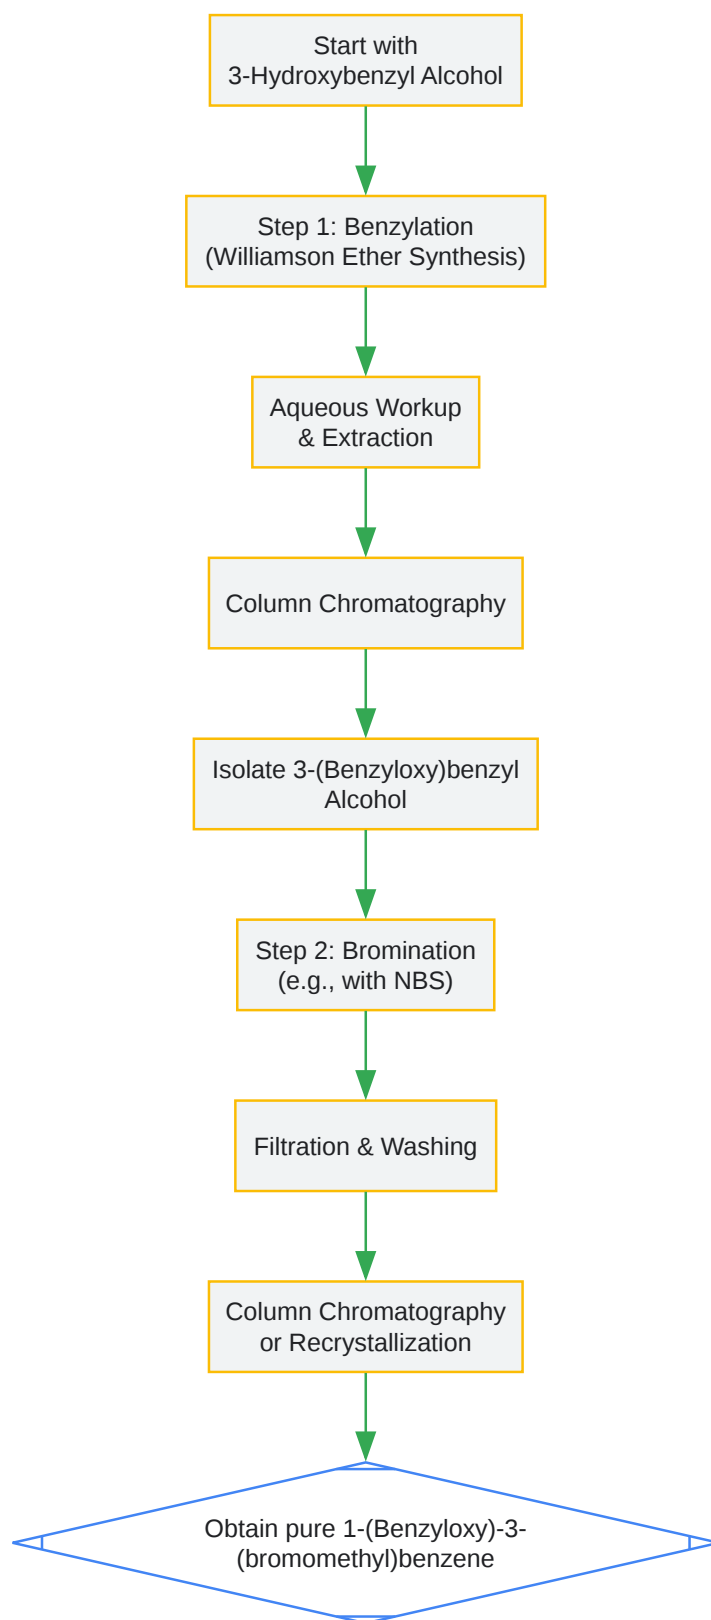 Start with
3-Hydroxybenzyl Alcohol
Step 1: Benzylation
(Williamson Ether Synthesis)
Aqueous Workup
& Extraction
Column Chromatography
Isolate 3-(Benzyloxy)benzyl
Alcohol
Step 2: Bromination
(e.g., with NBS)
Filtration & Washing
Column Chromatography
or Recrystallization
Obtain pure 1-(Benzyloxy)-3-
(bromomethyl)benzene